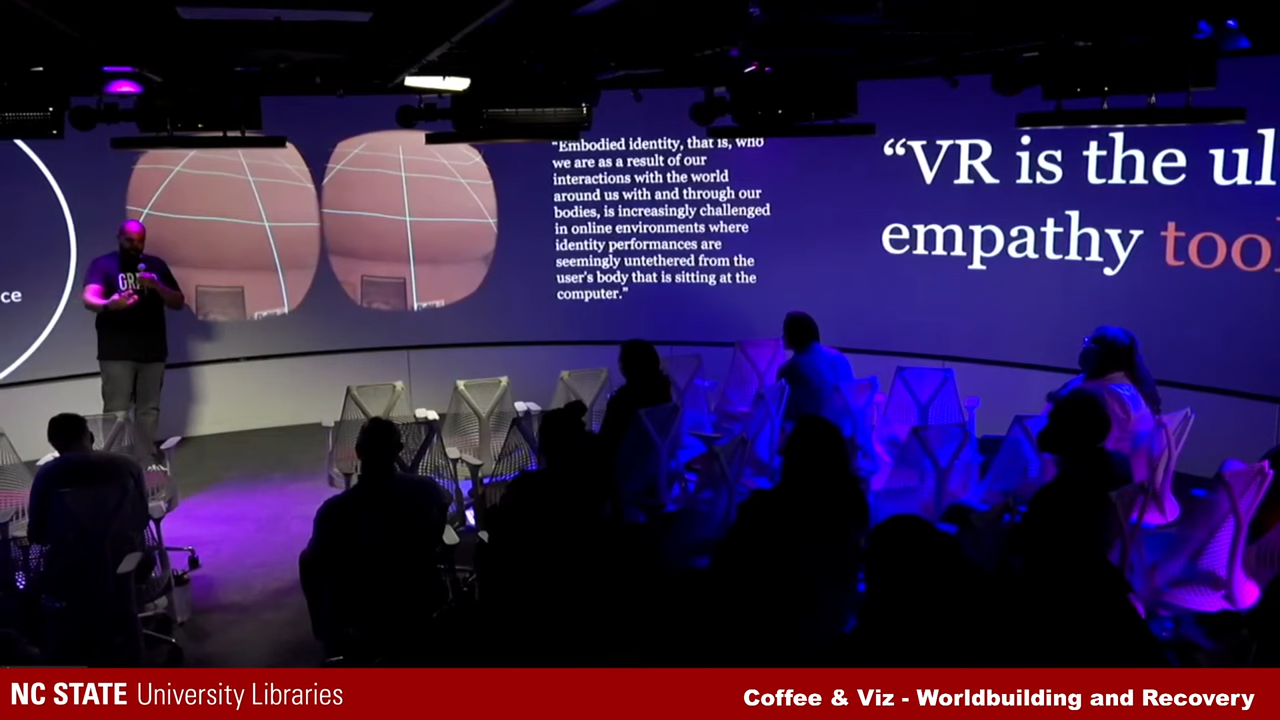 ce
GR
“Embodied identity, that is, who
we are as a result of our
interactions with the world
around us with and through our
bodies, is increasingly challenged
in online environments where
identity performances are
seemingly untethered from the
user's body that is sitting at the
computer.”
“VR is the ul
empathy too
NC STATE University Libraries
Coffee & Viz - Worldbuilding and Recovery